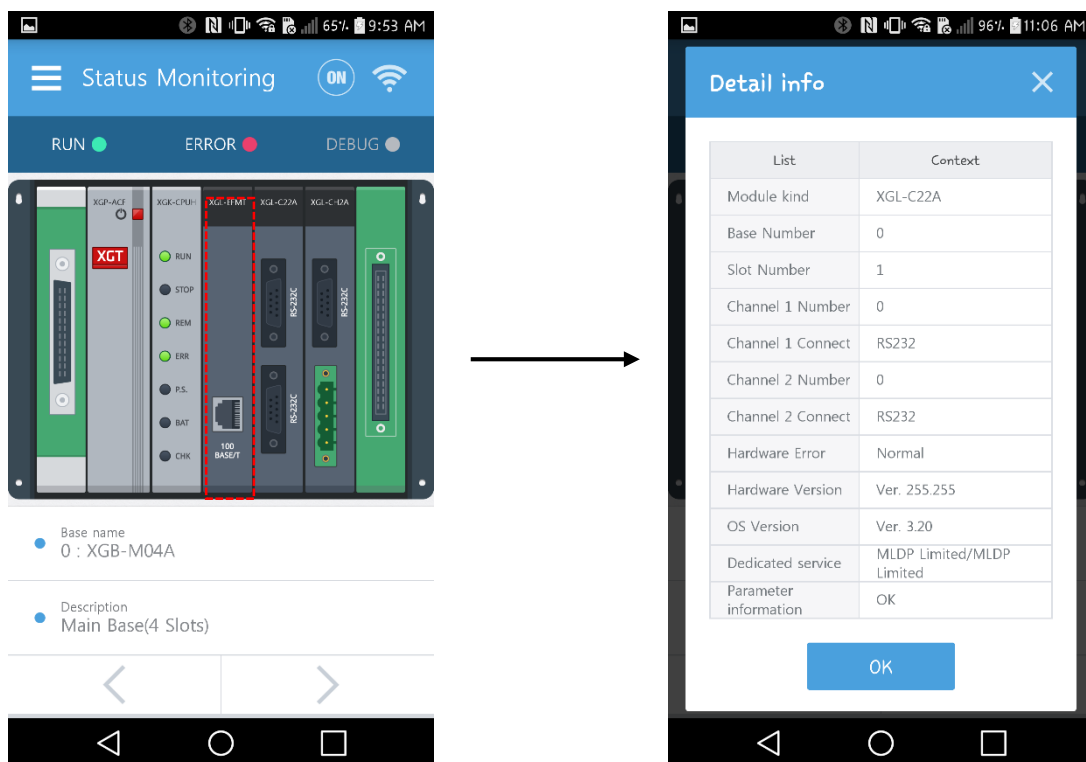 65% 9:53 AM
Status Monitoring
ON
RUN
ERROR
DEBUG
XGP-ACF
XGK-CPUH
XGL-EFMT
XGL-C22A
XGL-CH2A
XGT
RUN
STOP
REM
ERR
P.S.
BAT
CHK
RS-232C
RS-232C
RS-232C
100
BASE/T
Base name
0 : XGB-M04A
Description
Main Base(4 Slots)
96% 11:06 AM
Detail info
List Context
Module kind XGL-C22A
Base Number 0
Slot Number 1
Channel 1 Number 0
Channel 1 Connect RS232
Channel 2 Number 0
Channel 2 Connect RS232
Hardware Error Normal
Hardware Version Ver. 255.255
OS Version Ver. 3.20
Dedicated service MLDP Limited/MLDP
Limited
Parameter
information OK
OK